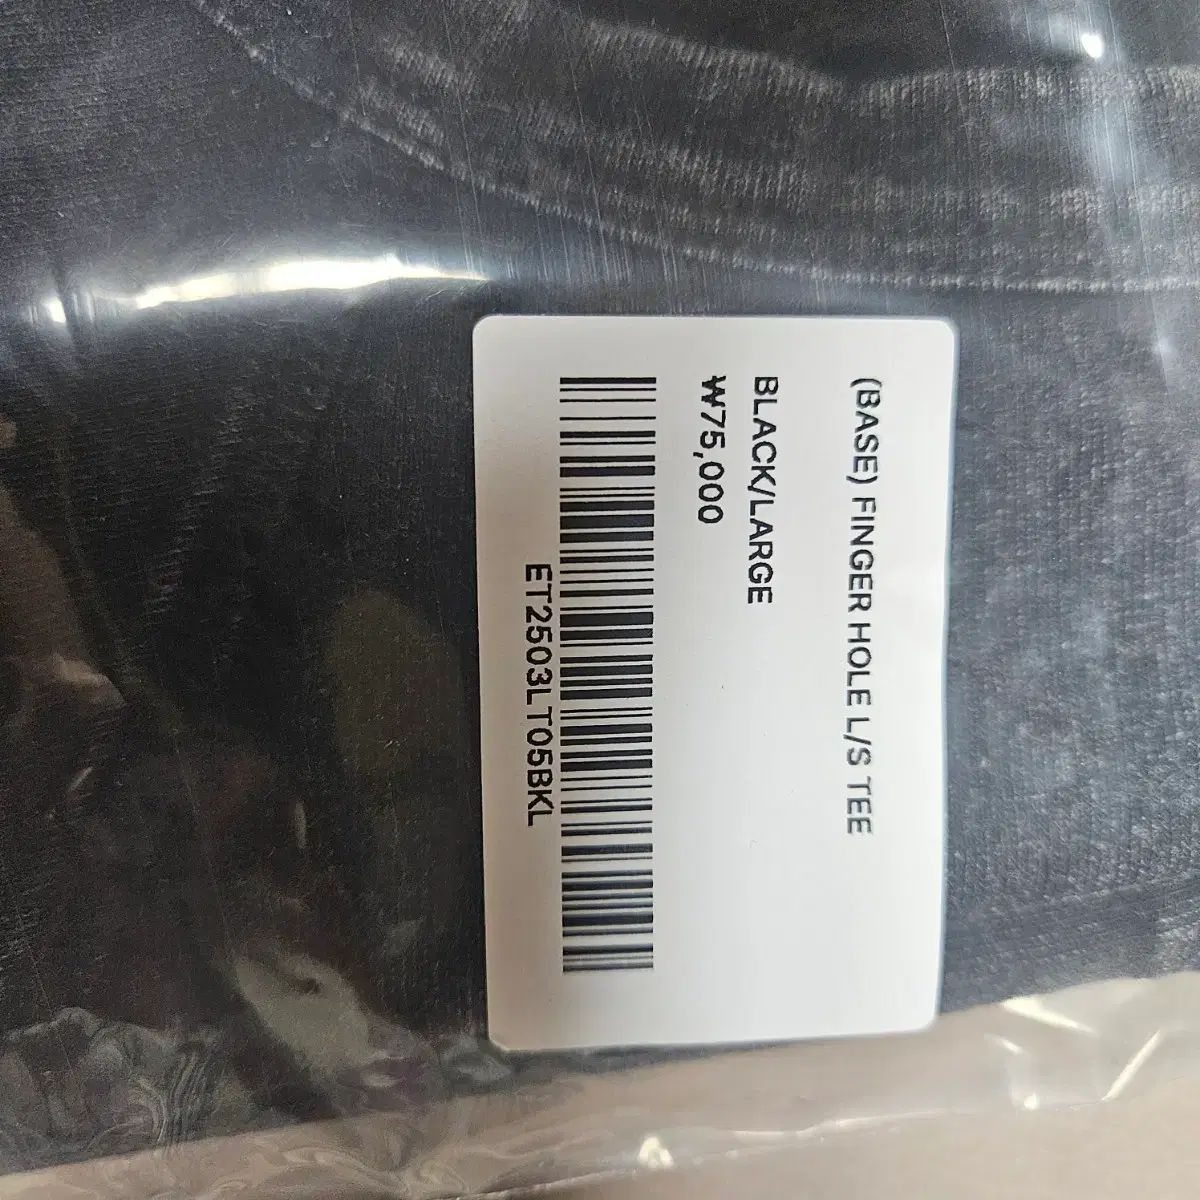 (BASE) FINGER HOLE L/S TEE
BLACK/LARGE
₩75,000
ET2503LT05BKL